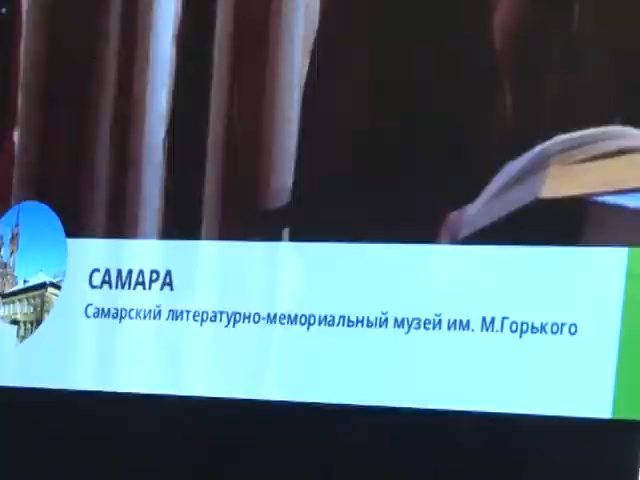 САМАРА
Самарский литературно-мемориальный музей им. М.Горького